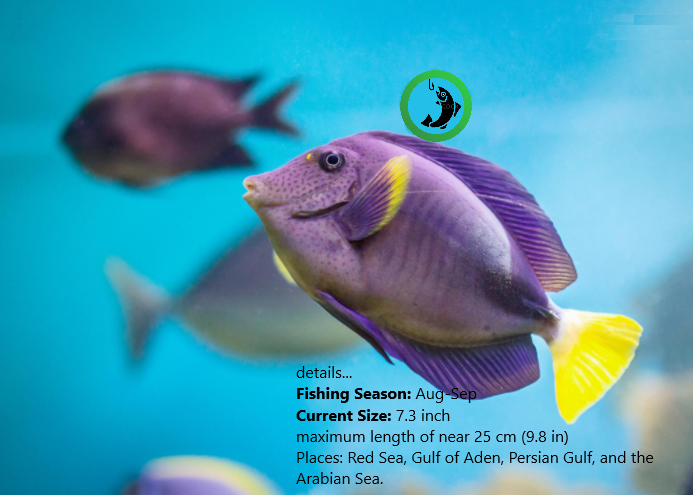 details...
Fishing Season: Aug-Sep
Current Size: 7.3 inch
maximum length of near 25 cm (9.8 in)
Places: Red Sea, Gulf of Aden, Persian Gulf, and the
Arabian Sea.